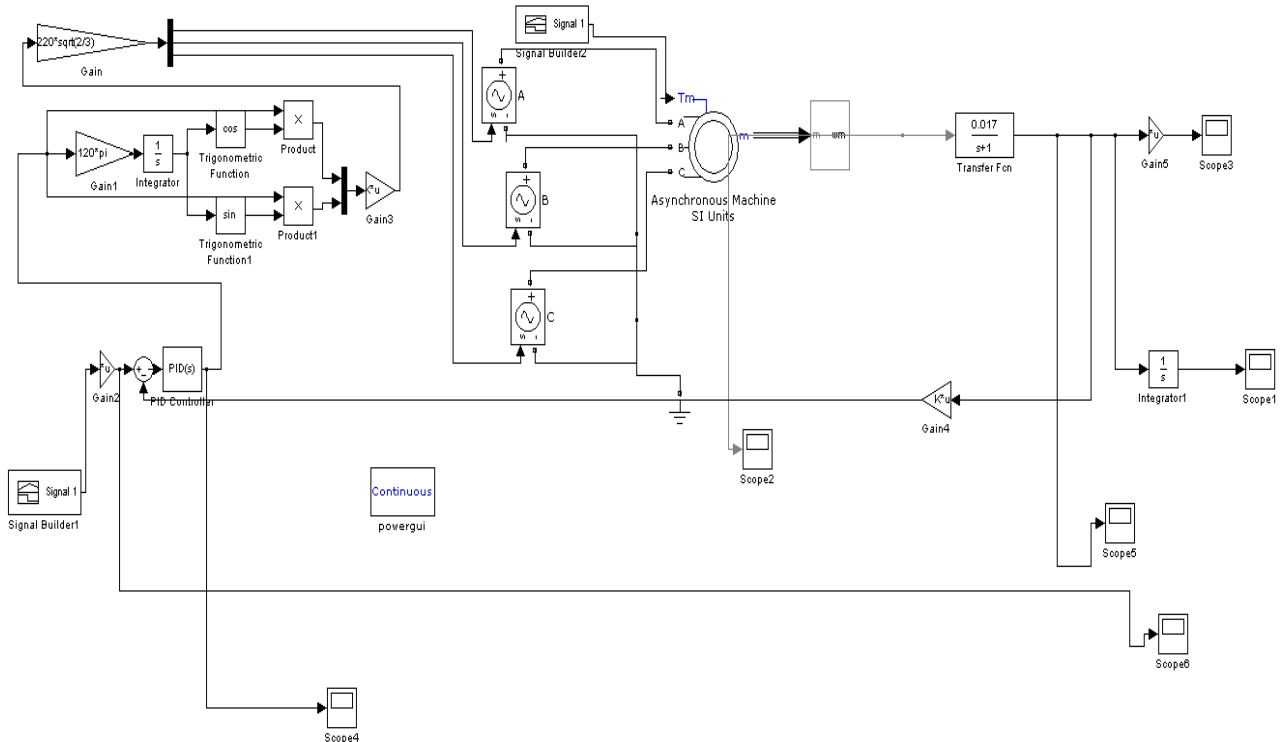 220*sqrt(2/3)
Gain
Signal 1
Signal Builder2
+
A
s
-
Tm
A
B
C
m
Asynchronous Machine
SI Units
m
wm
0.017
s+1
Transfer Fcn
*u
Gain5
Scope3
120*pi
Gain1
1
s
Integrator
cos
Trigonometric
Function
×
Product
sin
Trigonometric
Function1
×
Product1
*u
Gain3
+
B
s
-
+
C
s
-
*u
Gain2
+
-
PID(s)
PID Controller
K*u
Gain4
1
s
Integrator1
Scope1
Signal 1
Signal Builder1
Continuous
powergui
Scope2
Scope5
Scope6
Scope4